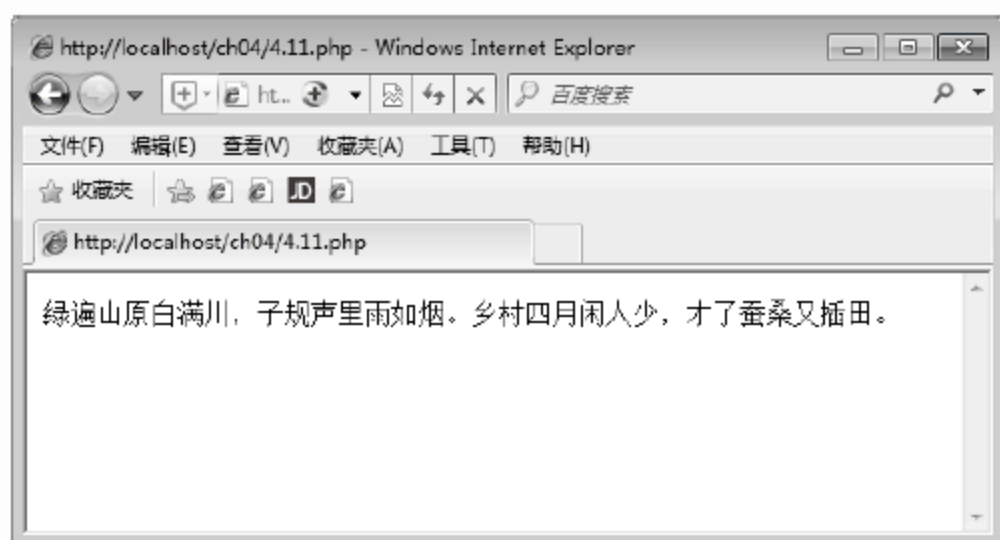 http://localhost/ch04/4.11.php - Windows Internet Explorer
ht... 百度搜索
文件(F) 编辑(E) 查看(V) 收藏夹(A) 工具(T) 帮助(H)
收藏夹 JD
http://localhost/ch04/4.11.php
绿遍山原白满川，子规声里雨如烟。乡村四月闲人少，才了蚕桑又插田。